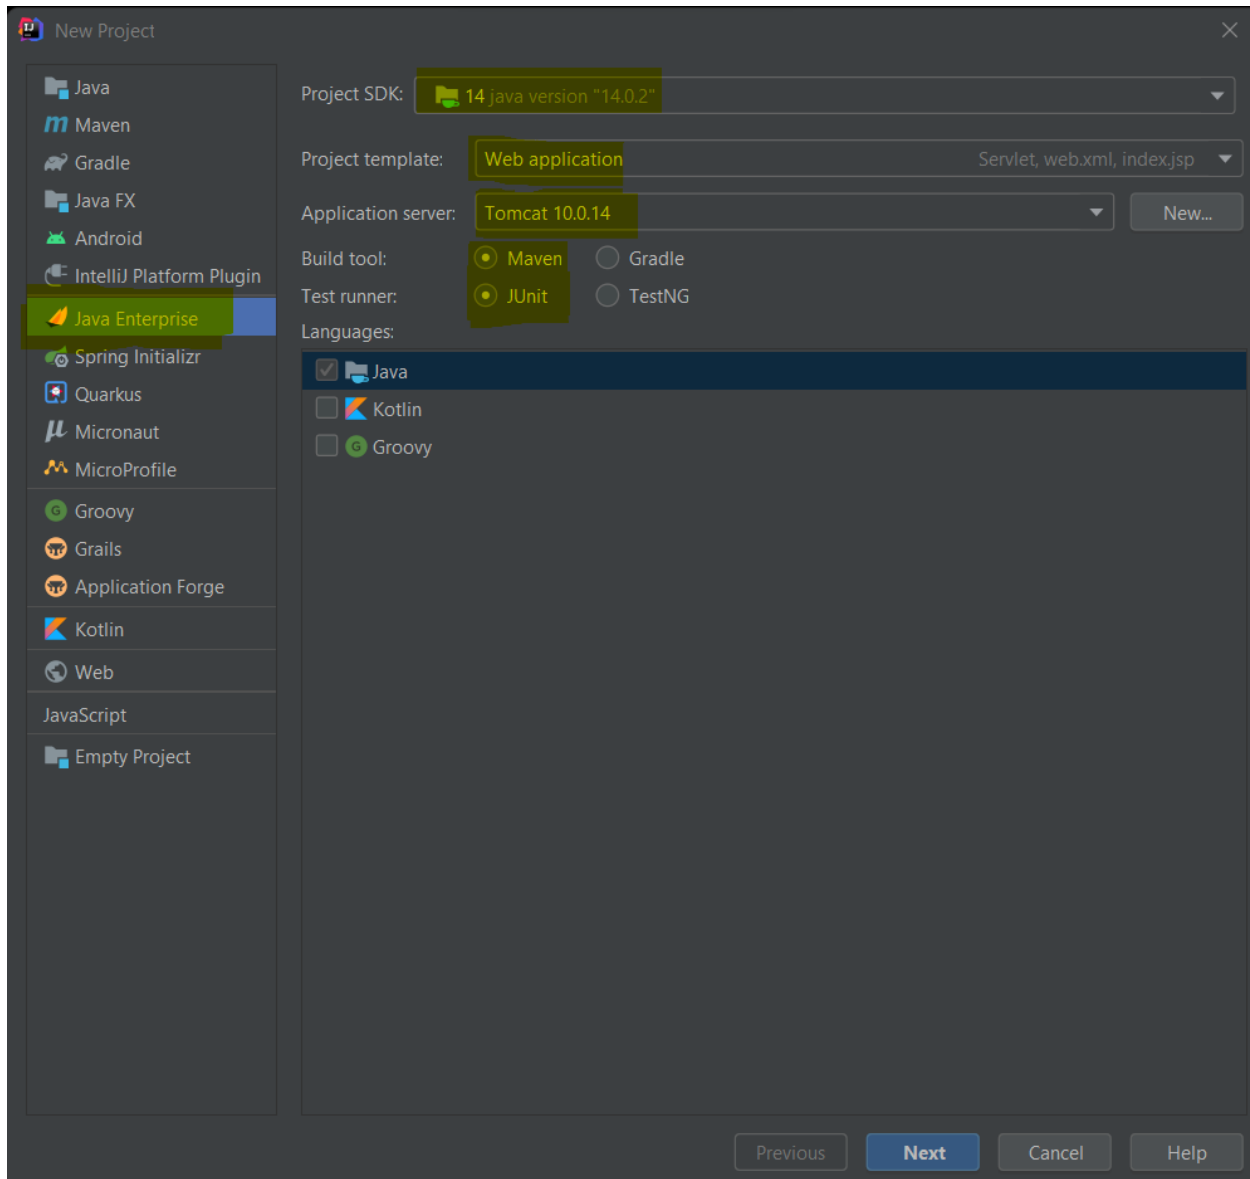 New Project
Java
Maven
Gradle
Java FX
Android
IntelliJ Platform Plugin
Java Enterprise
Spring Initializr
Quarkus
Micronaut
MicroProfile
Groovy
Grails
Application Forge
Kotlin
Web
JavaScript
Empty Project
Project SDK: 14 java version "14.0.2"
Project template: Web application Servlet, web.xml, index.jsp
Application server: Tomcat 10.0.14 New...
Build tool: Maven Gradle
Test runner: JUnit TestNG
Languages:
Java
Kotlin
Groovy
Previous Next Cancel Help